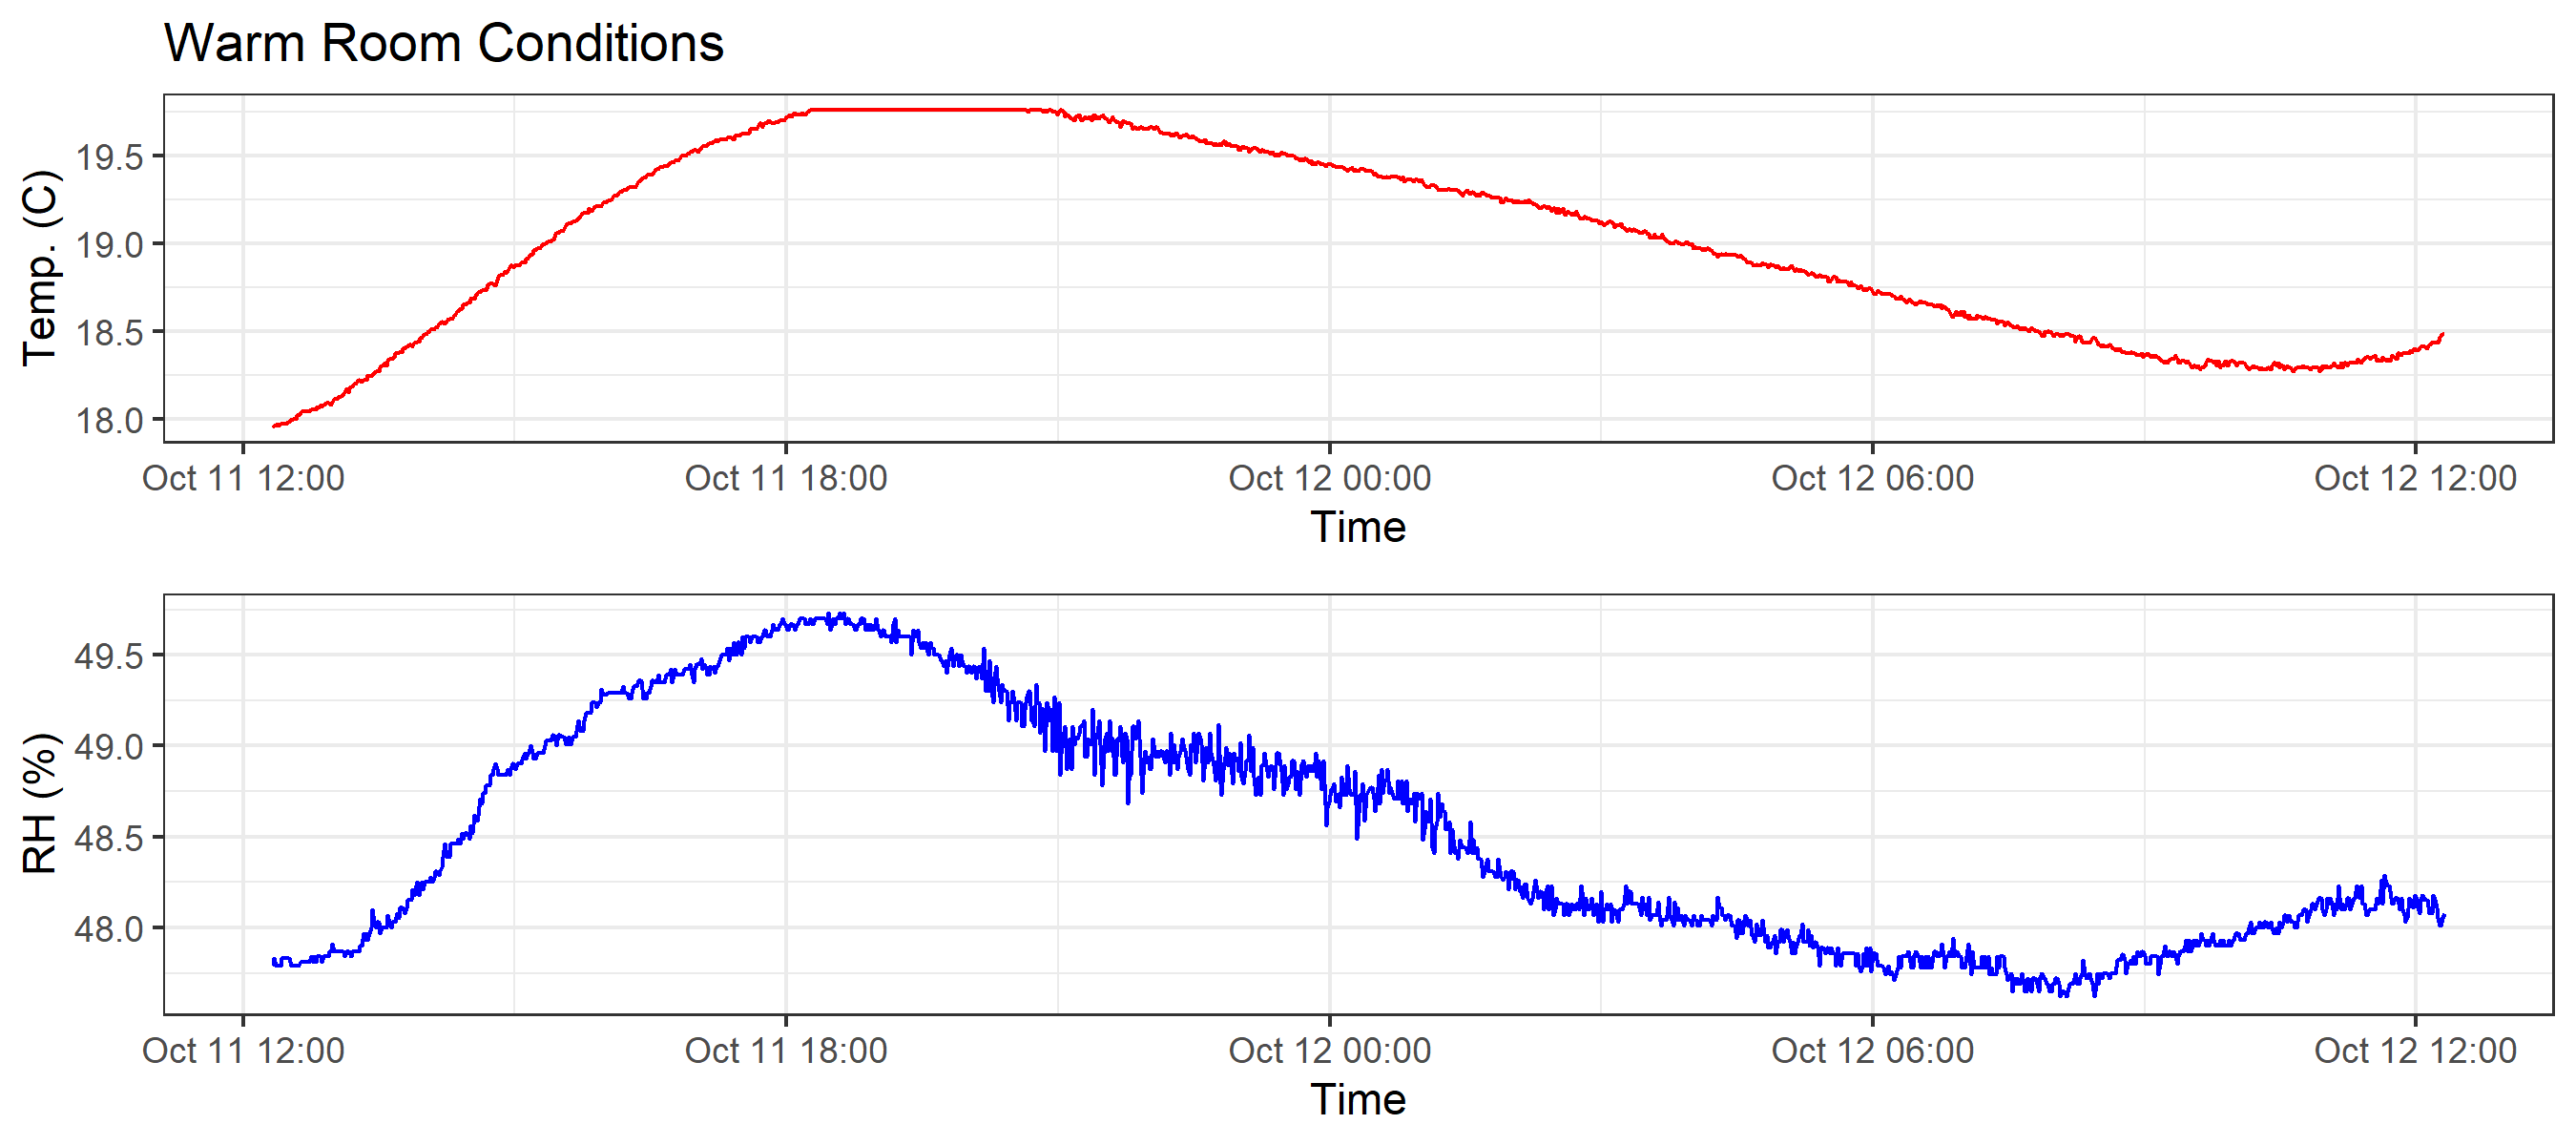 Warm Room Conditions
Temp. (C)
19.5
19.0
18.5
18.0
Oct 11 12:00 Oct 11 18:00 Oct 12 00:00 Oct 12 06:00 Oct 12 12:00
Time
RH (%)
49.5
49.0
48.5
48.0
Oct 11 12:00 Oct 11 18:00 Oct 12 00:00 Oct 12 06:00 Oct 12 12:00
Time